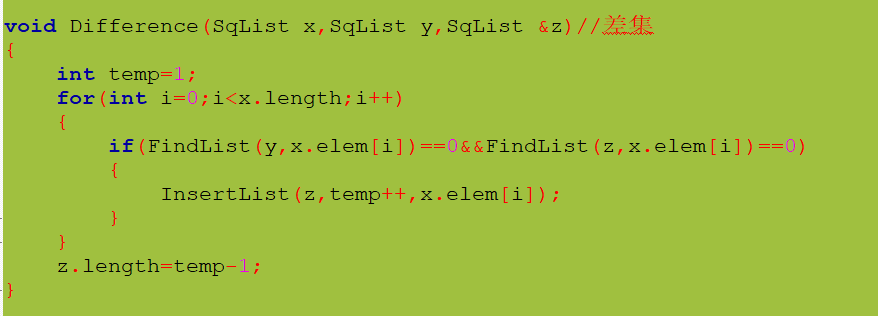 void Difference(SqList x,SqList y,SqList &z)//差集
{
    int temp=1;
    for(int i=0;i<x.length;i++)
    {
        if(FindList(y,x.elem[i])==0&&FindList(z,x.elem[i])==0)
        {
            InsertList(z,temp++,x.elem[i]);
        }
    }
    z.length=temp-1;
}